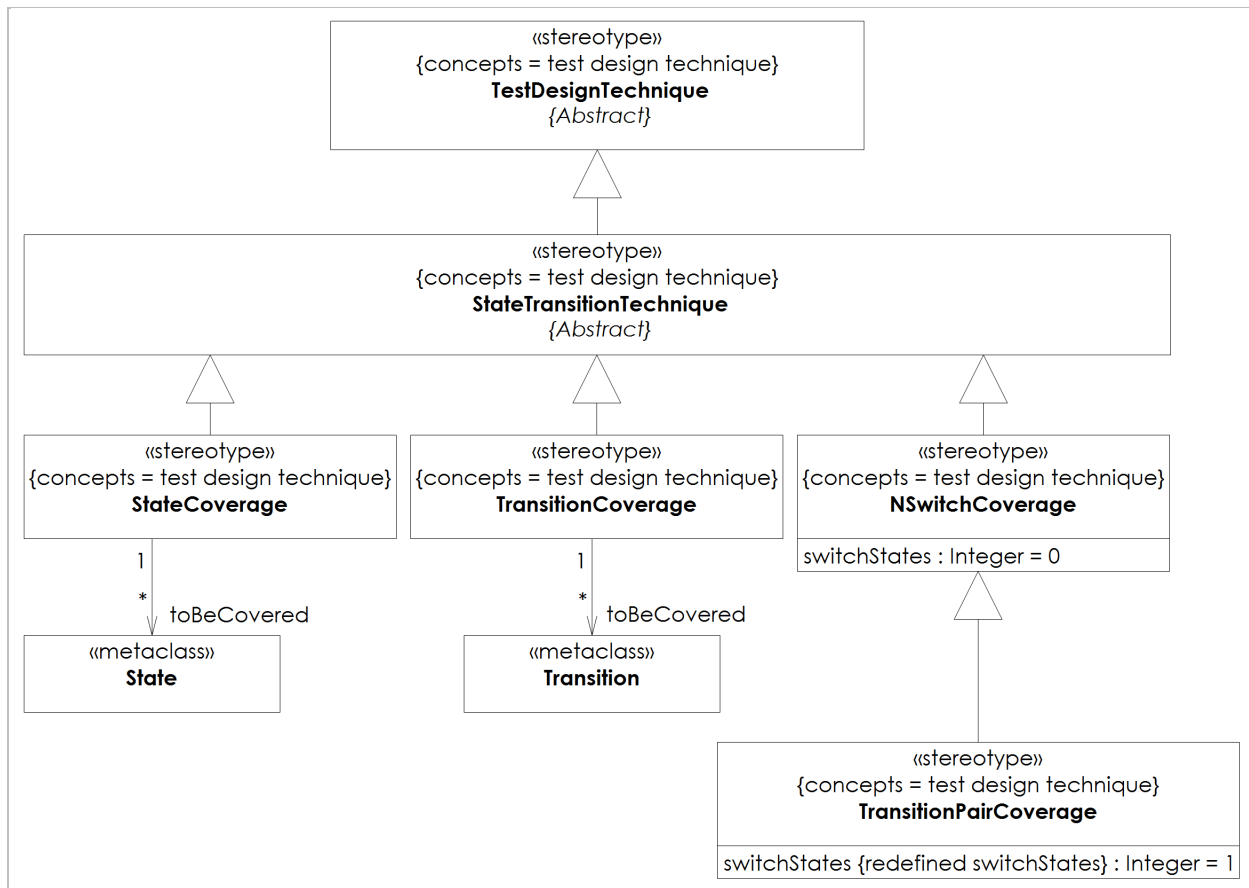 «stereotype»
{concepts = test design technique}
TestDesignTechnique
{Abstract}
«stereotype»
{concepts = test design technique}
StateTransitionTechnique
{Abstract}
«stereotype»
{concepts = test design technique}
StateCoverage
«stereotype»
{concepts = test design technique}
TransitionCoverage
«stereotype»
{concepts = test design technique}
NSwitchCoverage
switchStates : Integer = 0
1
*
toBeCovered
1
*
toBeCovered
«metaclass»
State
«metaclass»
Transition
«stereotype»
{concepts = test design technique}
TransitionPairCoverage
switchStates {redefined switchStates} : Integer = 1